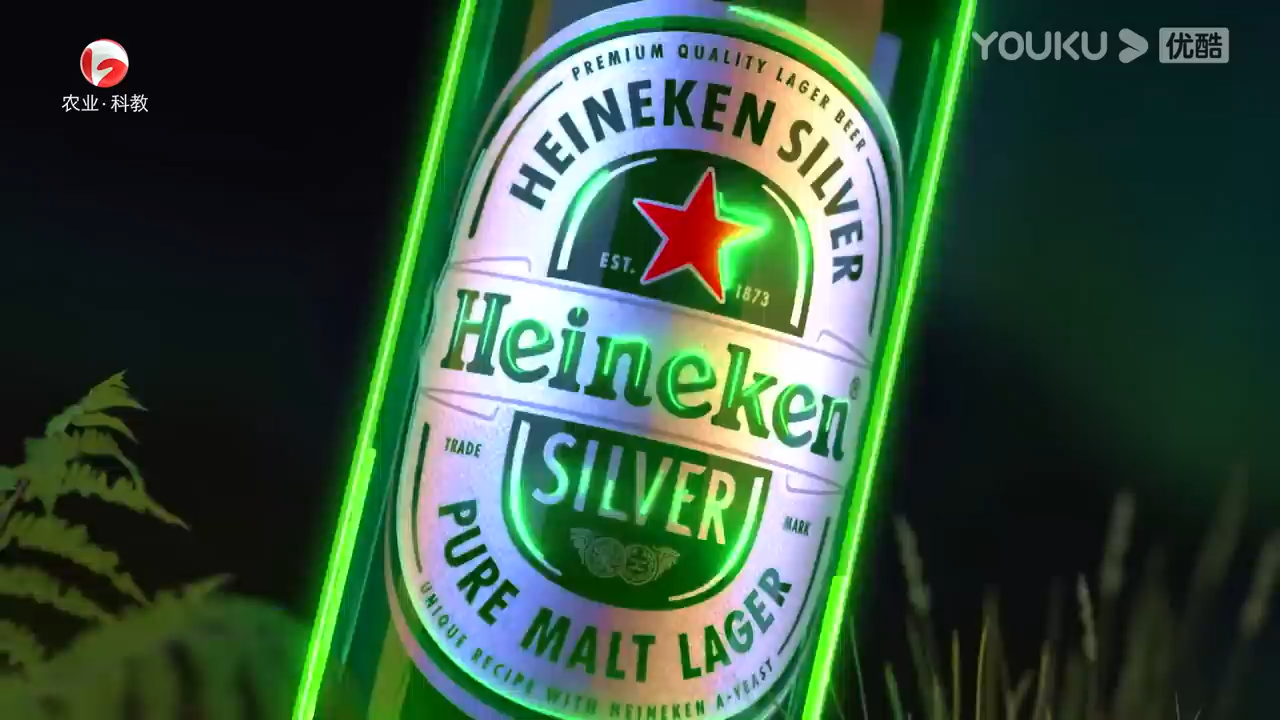 农业·科教
YOUKU 优酷
PREMIUM QUALITY LAGER BEER
HEINEKEN SILVER
EST. 1873
Heineken®
SILVER
TRADE MARK
PURE MALT LAGER
UNIQUE RECIPE WITH HEINEKEN A-YEAST